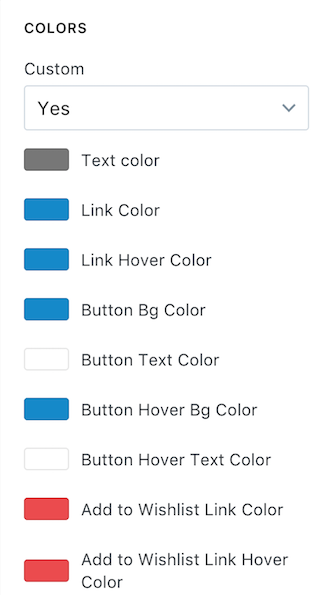 COLORS
Custom
Yes
Text color
Link Color
Link Hover Color
Button Bg Color
Button Text Color
Button Hover Bg Color
Button Hover Text Color
Add to Wishlist Link Color
Add to Wishlist Link Hover
Color